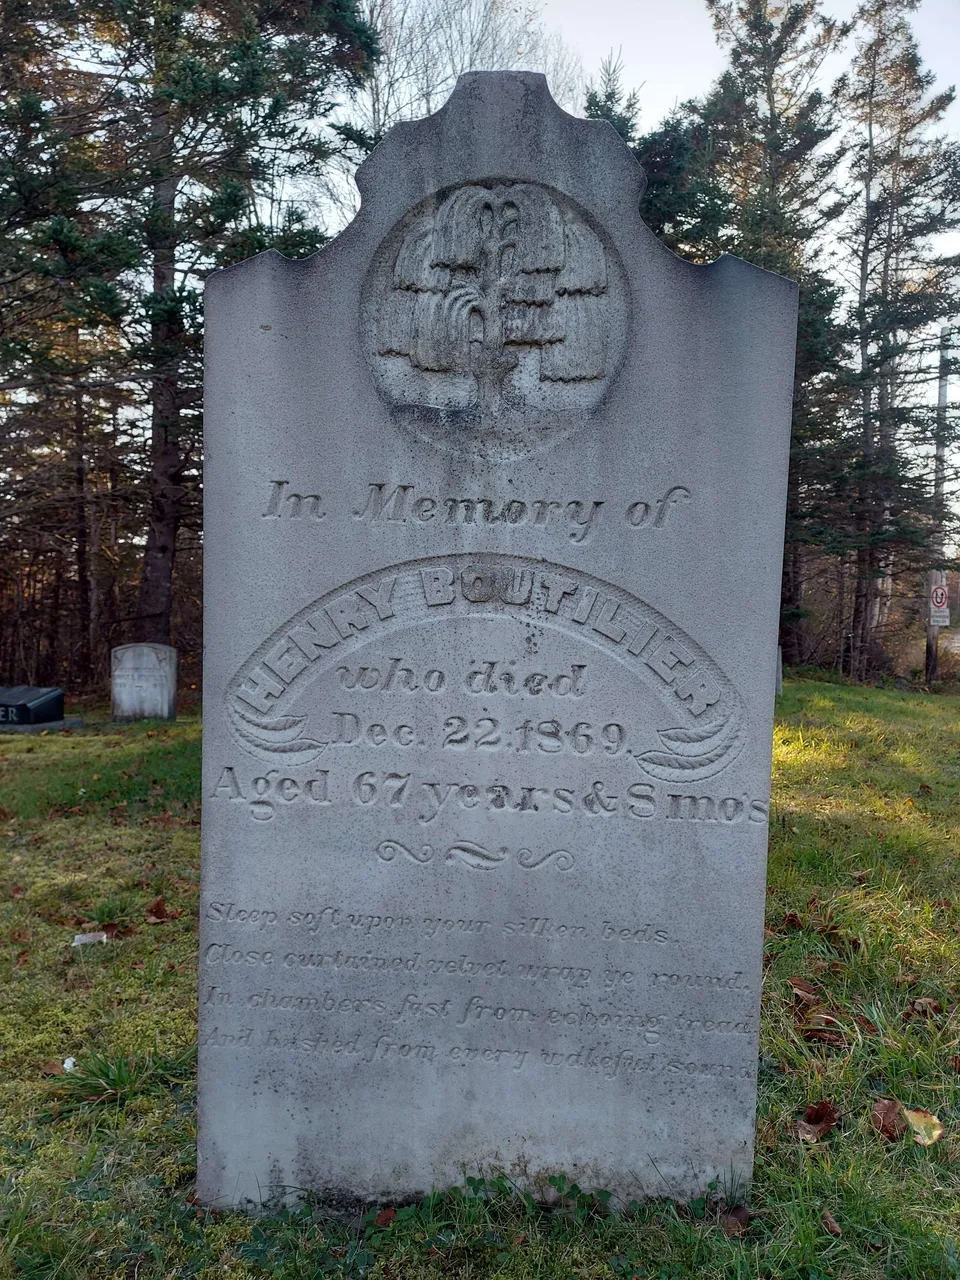 In Memory of
HENRY BOUTILIER
who died
Dec. 22. 1869.
Aged 67 years & 8 mo's
Sleep soft upon your silken beds.
Close curtained velvet wrap ye round.
In chambers fast from echoing tread
And hushed from every wakeful sound
ER